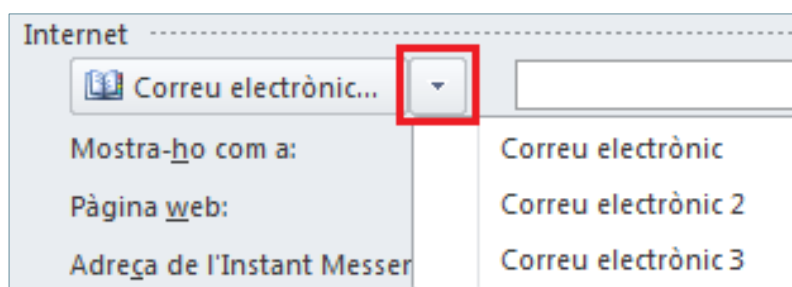 Internet
Correu electrònic...
Mostra-ho com a:
Correu electrònic
Pàgina web:
Correu electrònic 2
Adreça de l'Instant Messer
Correu electrònic 3